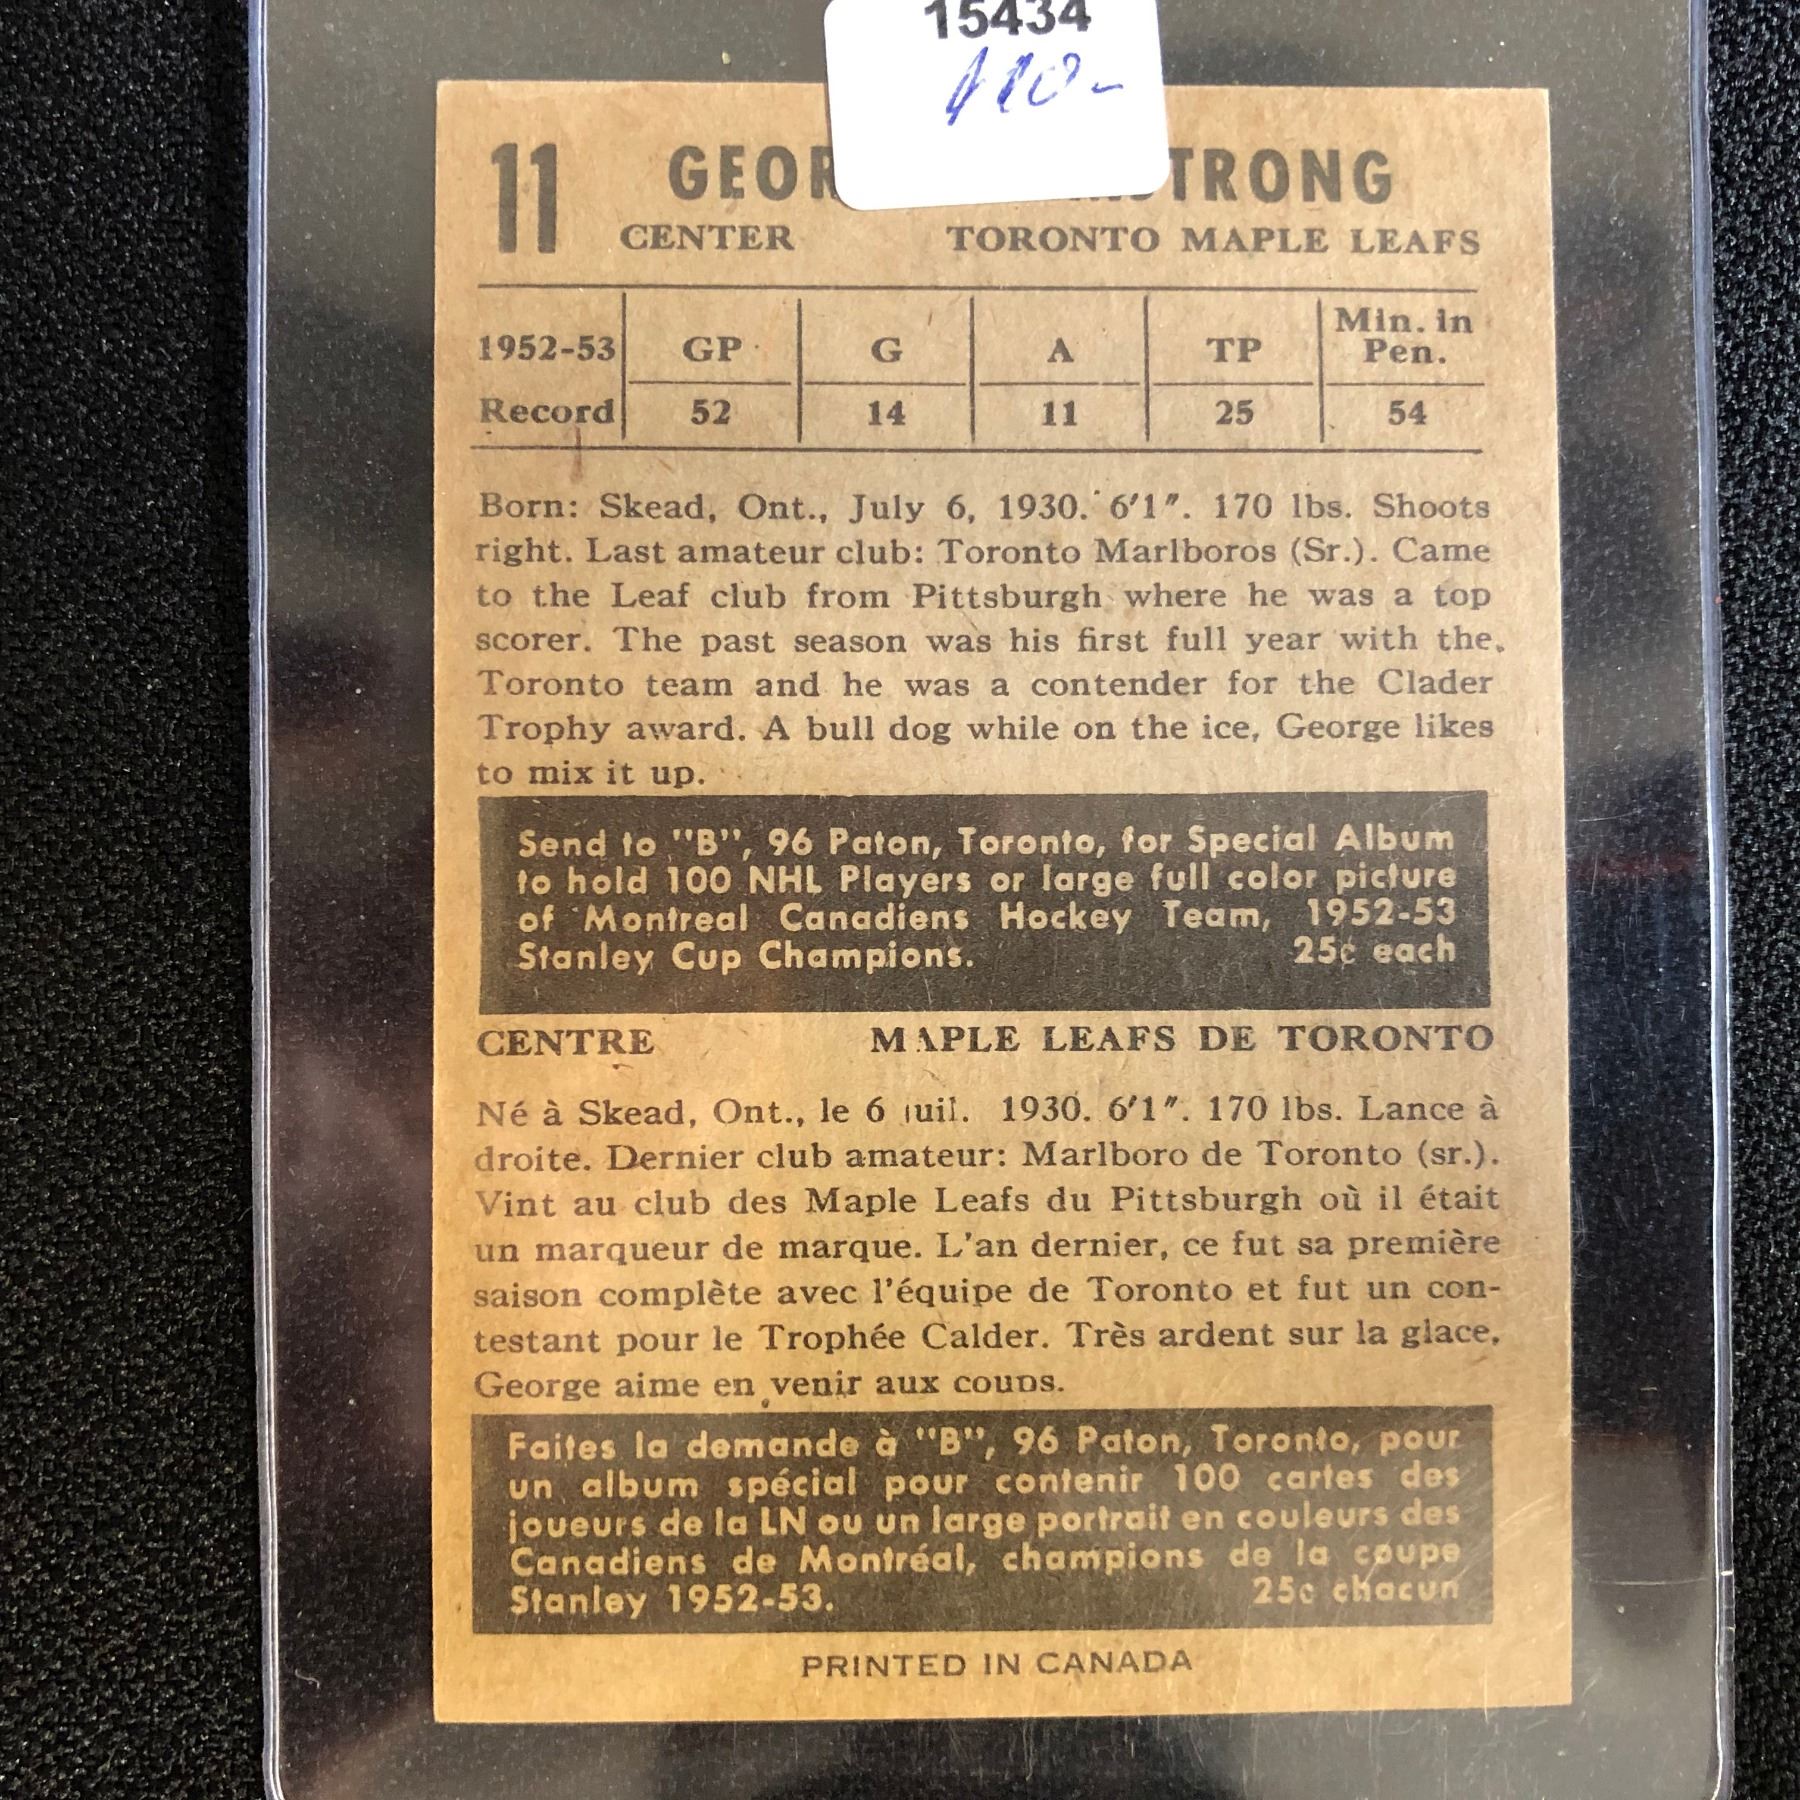 15434
11 GEOR TRONG
CENTER TORONTO MAPLE LEAFS
1952-53 GP G A TP Min. in Pen.
Record 52 14 11 25 54
Born: Skead, Ont., July 6, 1930. 6'1". 170 lbs. Shoots
right. Last amateur club: Toronto Marlboros (Sr.). Came
to the Leaf club from Pittsburgh where he was a top
scorer. The past season was his first full year with the
Toronto team and he was a contender for the Clader
Trophy award. A bull dog while on the ice, George likes
to mix it up.
Send to "B", 96 Paton, Toronto, for Special Album
to hold 100 NHL Players or large full color picture
of Montreal Canadiens Hockey Team, 1952-53
Stanley Cup Champions. 25¢ each
CENTRE MAPLE LEAFS DE TORONTO
Né à Skead, Ont., le 6 juil. 1930. 6'1". 170 lbs. Lance à
droite. Dernier club amateur: Marlboro de Toronto (sr.).
Vint au club des Maple Leafs du Pittsburgh où il était
un marqueur de marque. L'an dernier, ce fut sa première
saison complète avec l'équipe de Toronto et fut un con-
testant pour le Trophée Calder. Très ardent sur la glace,
George aime en venir aux coups.
Faites la demande à "B", 96 Paton, Toronto, pour
un album spécial pour contenir 100 cartes des
joueurs de la LN ou un large portrait en couleurs des
Canadiens de Montréal, champions de la coupe
Stanley 1952-53. 25c chacun
PRINTED IN CANADA